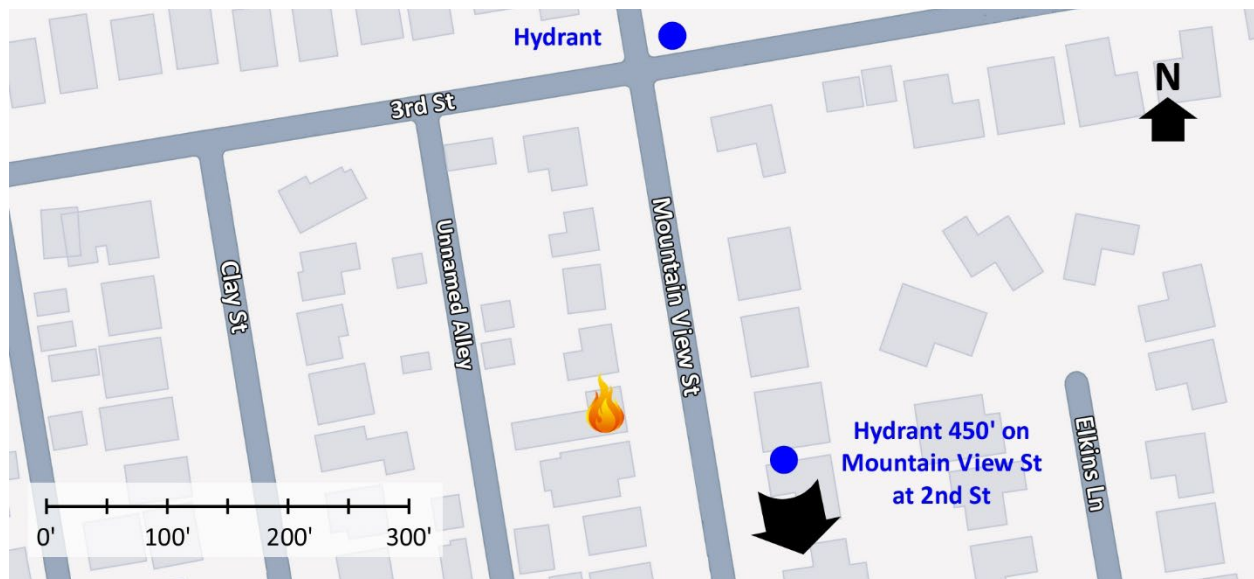 Hydrant
N
3rd St
Unnamed Alley
Mountain View St
Clay St
Hydrant 450' on
Mountain View St
at 2nd St
Elkins Ln
0' 100' 200' 300'